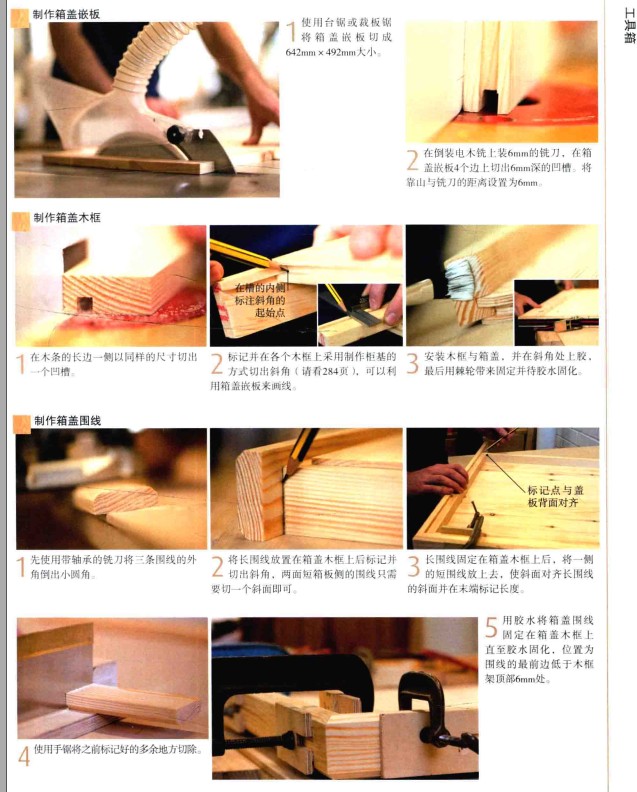 工具箱
制作箱盖嵌板
1 使用台锯或裁板锯
将箱盖嵌板切成
642mm × 492mm大小。
2 在倒装电木铣上装6mm的铣刀，在箱
盖嵌板4个边上切出6mm深的凹槽。将
靠山与铣刀的距离设置为6mm。
制作箱盖木框
在槽的内侧
标注斜角的
起始点
1 在木条的长边一侧以同样的尺寸切出
一个凹槽。
2 标记并在各个木框上采用制作柜基的
方式切出斜角（请看284页），可以利
用箱盖嵌板来画线。
3 安装木框与箱盖，并在斜角处上胶，
最后用棘轮带来固定并待胶水固化。
制作箱盖围线
标记点与盖
板背面对齐
1 先使用带轴承的铣刀将三条围线的外
角倒出小圆角。
2 将长围线放置在箱盖木框上后标记并
切出斜角，两面短箱板侧的围线只需
要切一个斜面即可。
3 长围线固定在箱盖木框上后，将一侧
的短围线放上去，使斜面对齐长围线
的斜面并在末端标记长度。
4 使用手锯将之前标记好的多余地方切除。
5 用胶水将箱盖围线
固定在箱盖木框上
直至胶水固化，位置为
围线的最前边低于木框
架顶部6mm处。